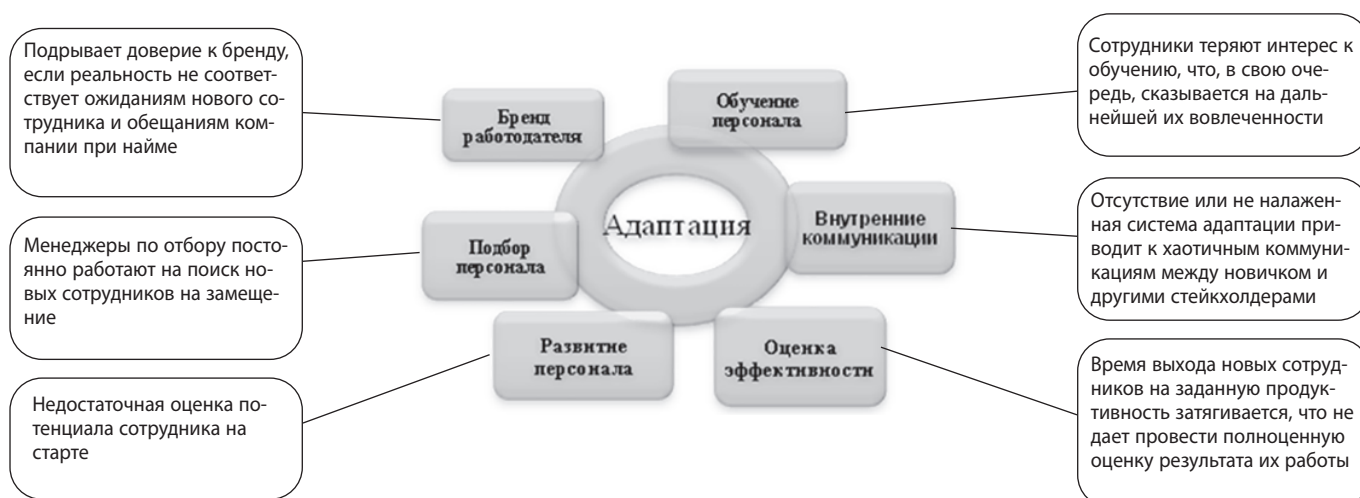 Подрывает доверие к бренду,
если реальность не соответ-
ствует ожиданиям нового со-
трудника и обещаниям ком-
пании при найме
Менеджеры по отбору посто-
янно работают на поиск но-
вых сотрудников на замеще-
ние
Недостаточная оценка по-
тенциала сотрудника на
старте
Бренд
работодателя
Обучение
персонала
Подбор
персонала
Адаптация
Внутренние
коммуникации
Развитие
персонала
Оценка
эффективности
Сотрудники теряют интерес к
обучению, что, в свою оче-
редь, сказывается на даль-
нейшей их вовлеченности
Отсутствие или не налажен-
ная система адаптации при-
водит к хаотичным коммуни-
кациям между новичком и
другими стейкхолдерами
Время выхода новых сотруд-
ников на заданную продук-
тивность затягивается, что не
дает провести полноценную
оценку результата их работы